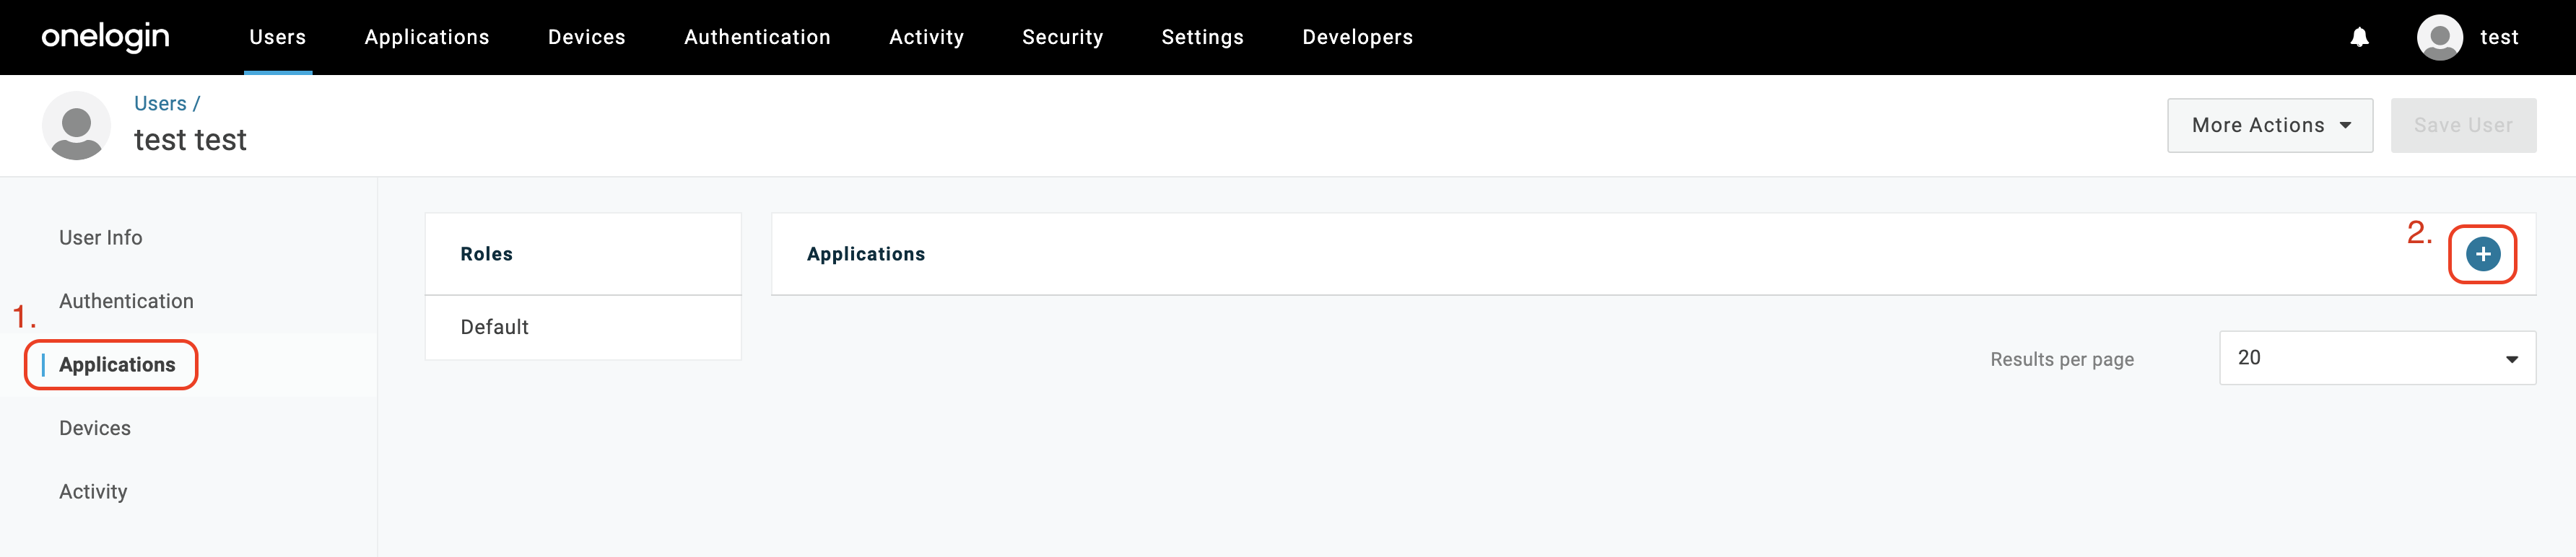 onelogin Users Applications Devices Authentication Activity Security Settings Developers test
Users /
test test
More Actions
Save User
User Info
Authentication
1.
Applications
Devices
Activity
Roles
Default
Applications
2.
Results per page
20